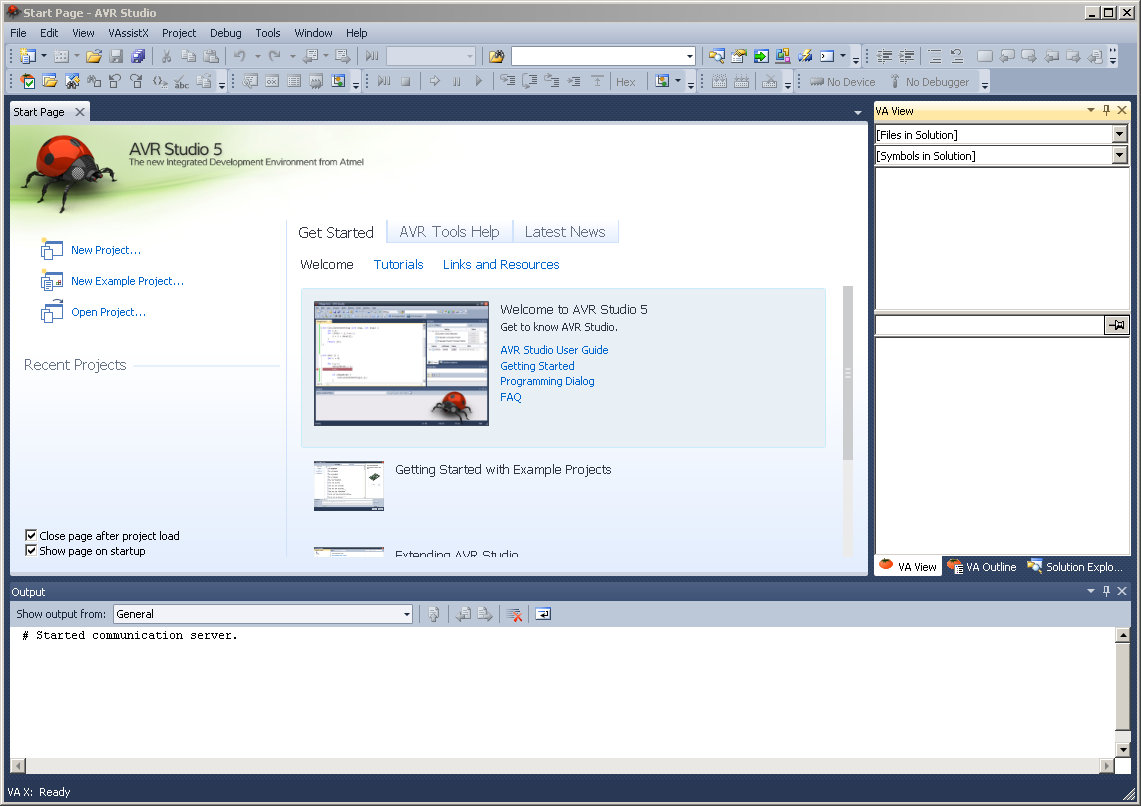 Start Page - AVR Studio
File Edit View VAssistX Project Debug Tools Window Help
abc Hex No Device No Debugger
Start Page
AVR Studio 5
The new Integrated Development Environment from Atmel
New Project...
New Example Project...
Open Project...
Recent Projects
Close page after project load
Show page on startup
Get Started AVR Tools Help Latest News
Welcome Tutorials Links and Resources
Welcome to AVR Studio 5
Get to know AVR Studio.
AVR Studio User Guide
Getting Started
Programming Dialog
FAQ
Getting Started with Example Projects
Extending AVR Studio
VA View
[Files in Solution]
[Symbols in Solution]
VA View VA Outline Solution Explo...
Output
Show output from: General
# Started communication server.
VA X: Ready